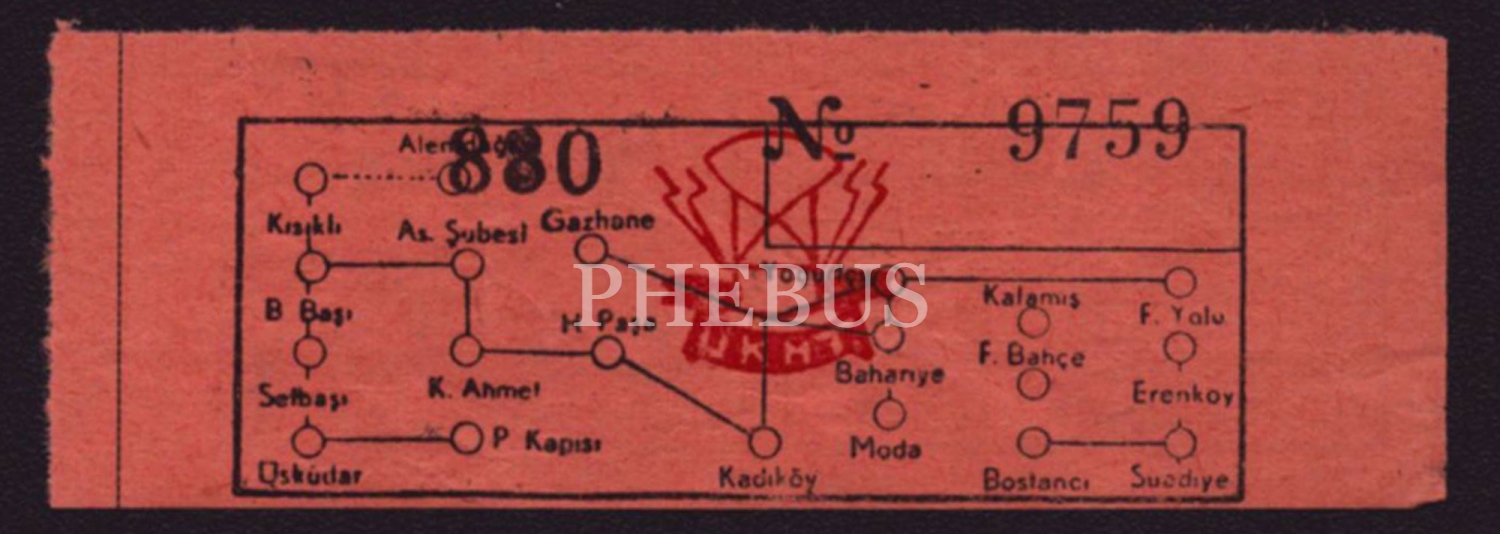 № 9759
880
Kısıklı
As. Şubesi
Gazhane
B Başı
H. Paşa
PHEBUS
Kalamış
F. Yolu
Selbaşı
K. Ahmet
Ü K H T
Bahariye
F. Bahçe
Erenkoy
Üsküdar
P Kapısı
Kadıköy
Moda
Bostancı
Suadiye